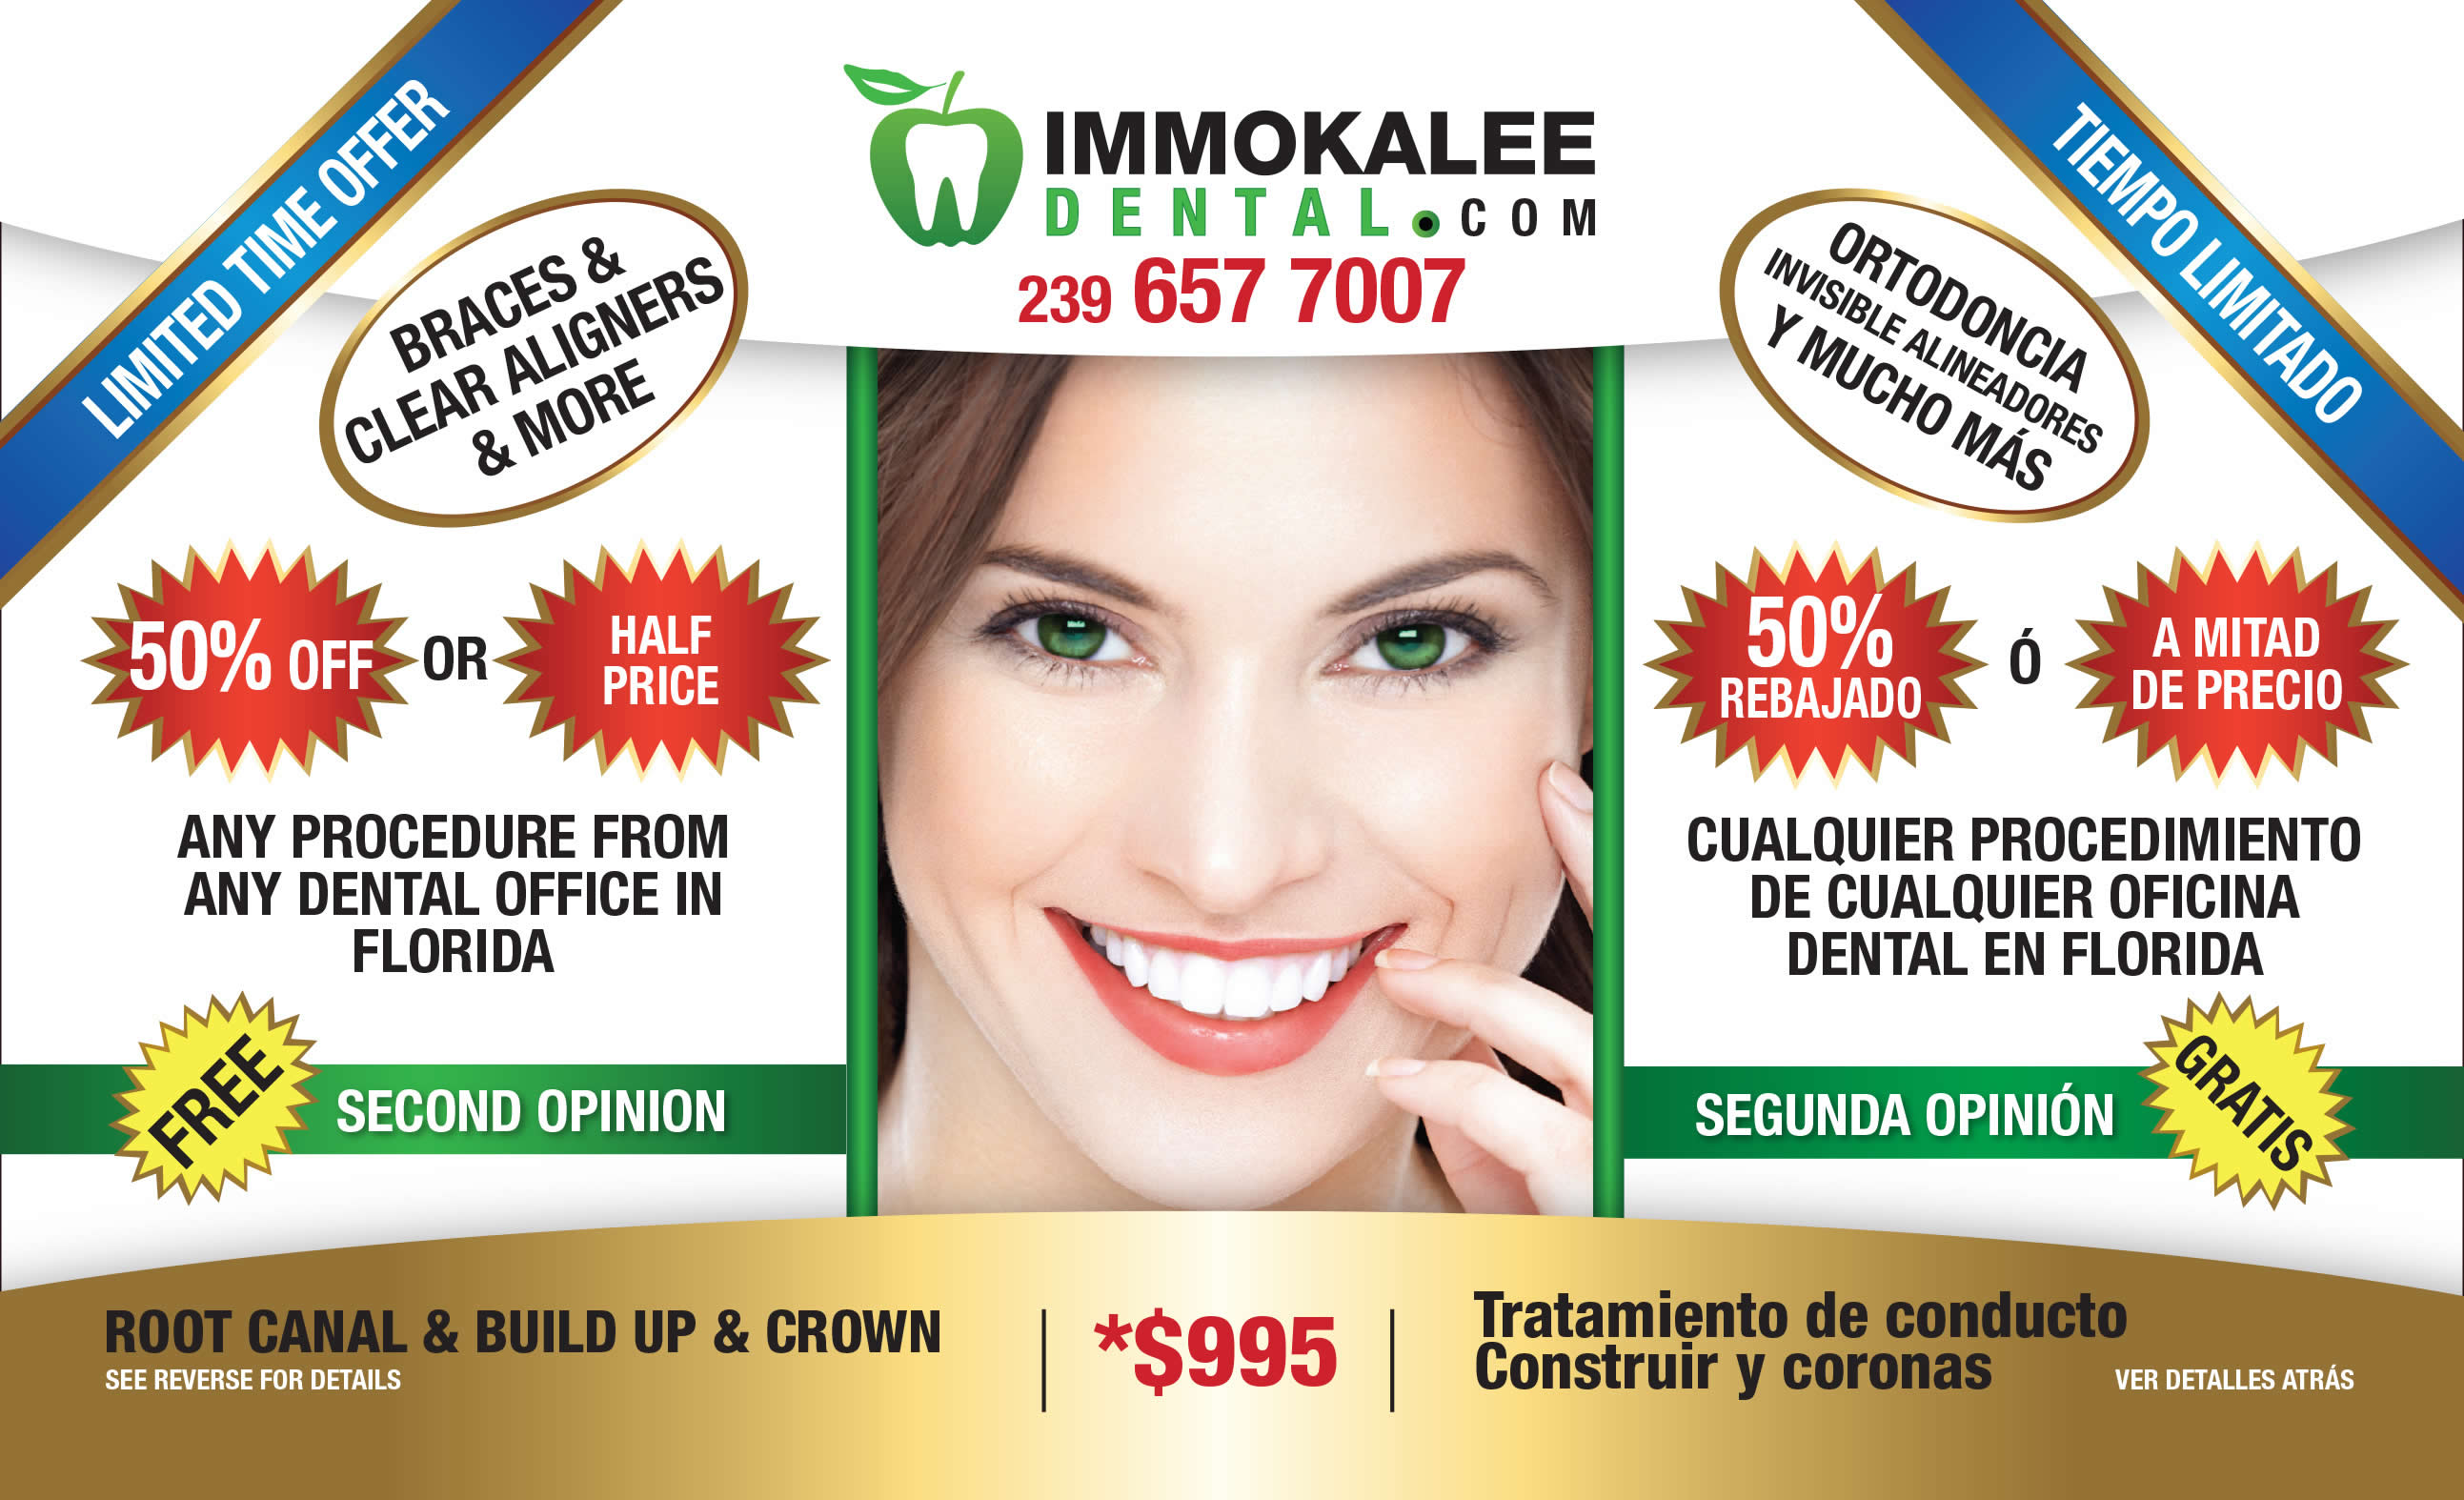 IMMOKALEE
DENTAL.COM
239 657 7007
LIMITED TIME OFFER
BRACES &
CLEAR ALIGNERS
& MORE
50% OFF
OR
HALF
PRICE
ANY PROCEDURE FROM
ANY DENTAL OFFICE IN
FLORIDA
FREE
SECOND OPINION
TIEMPO LIMITADO
ORTODONCIA
INVISIBLE ALINEADORES
Y MUCHO MÁS
50%
REBAJADO
Ó
A MITAD
DE PRECIO
CUALQUIER PROCEDIMIENTO
DE CUALQUIER OFICINA
DENTAL EN FLORIDA
SEGUNDA OPINIÓN
GRATIS
ROOT CANAL & BUILD UP & CROWN
SEE REVERSE FOR DETAILS
*$995
Tratamiento de conducto
Construir y coronas
VER DETALLES ATRÁS